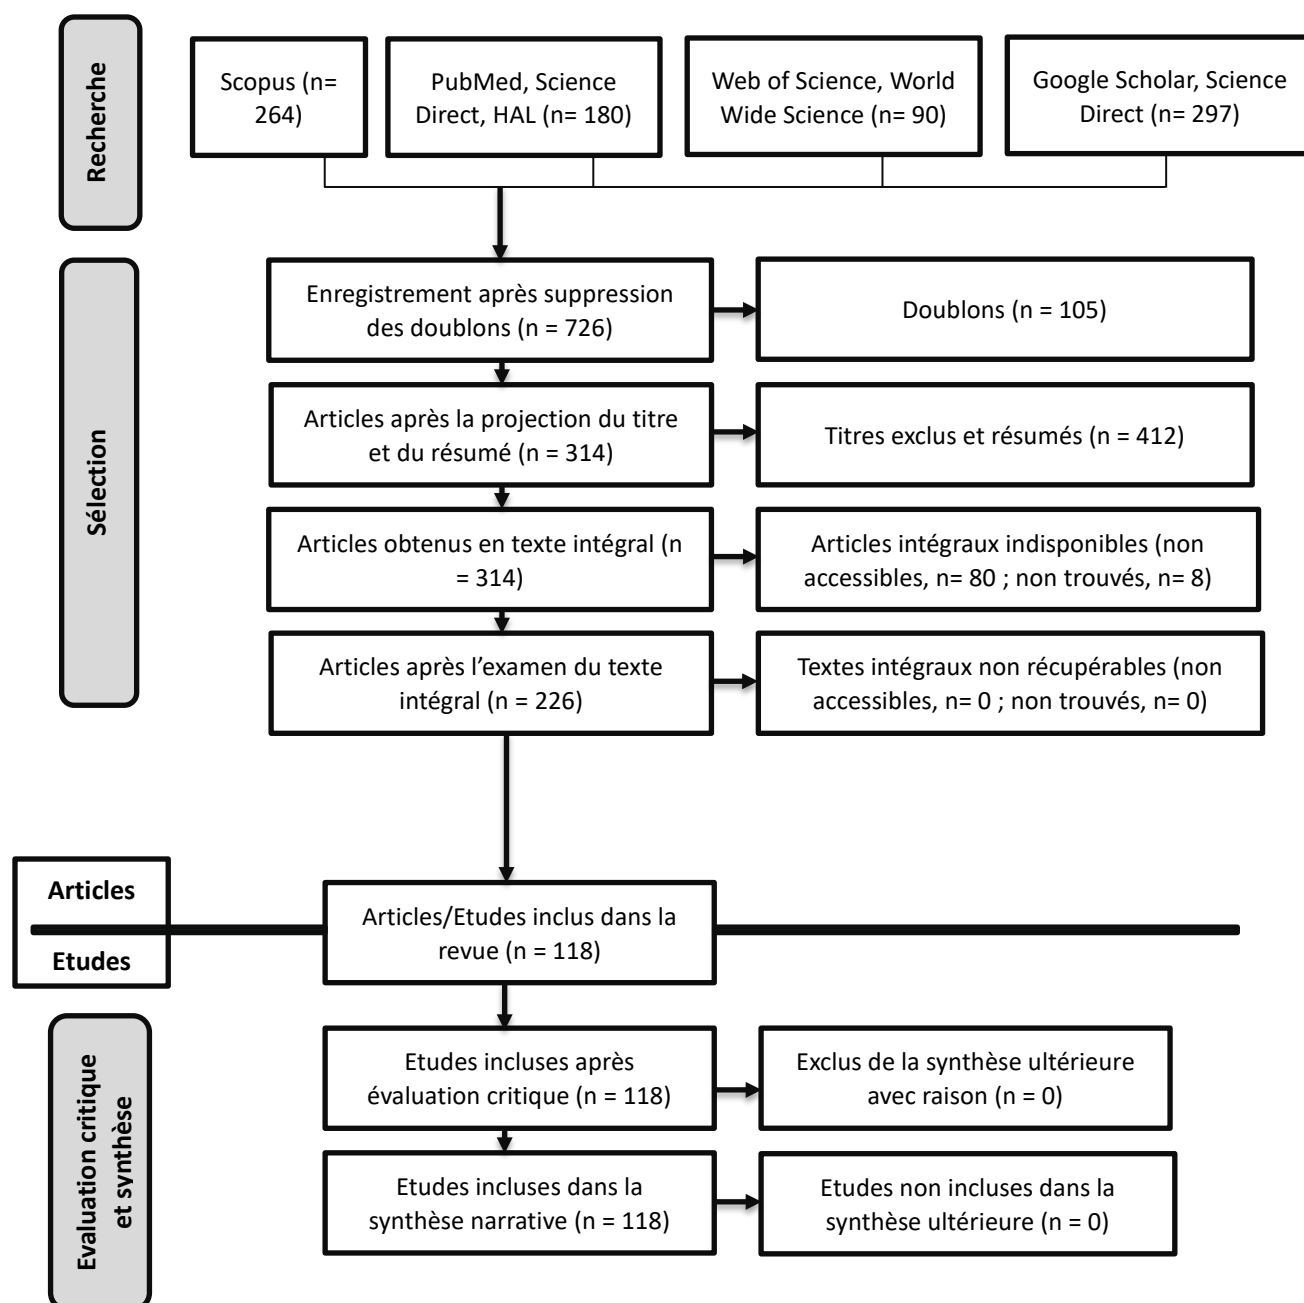 Recherche
Scopus (n=
264)
PubMed, Science
Direct, HAL (n= 180)
Web of Science, World
Wide Science (n= 90)
Google Scholar, Science
Direct (n= 297)
Sélection
Enregistrement après suppression
des doublons (n = 726)
Doublons (n = 105)
Articles après la projection du titre
et du résumé (n = 314)
Titres exclus et résumés (n = 412)
Articles obtenus en texte intégral (n
= 314)
Articles intégraux indisponibles (non
accessibles, n= 80 ; non trouvés, n= 8)
Articles après l’examen du texte
intégral (n = 226)
Textes intégraux non récupérables (non
accessibles, n= 0 ; non trouvés, n= 0)
Articles
Etudes
Articles/Etudes inclus dans la
revue (n = 118)
Evaluation critique
et synthèse
Etudes incluses après
évaluation critique (n = 118)
Exclus de la synthèse ultérieure
avec raison (n = 0)
Etudes incluses dans la
synthèse narrative (n = 118)
Etudes non incluses dans la
synthèse ultérieure (n = 0)